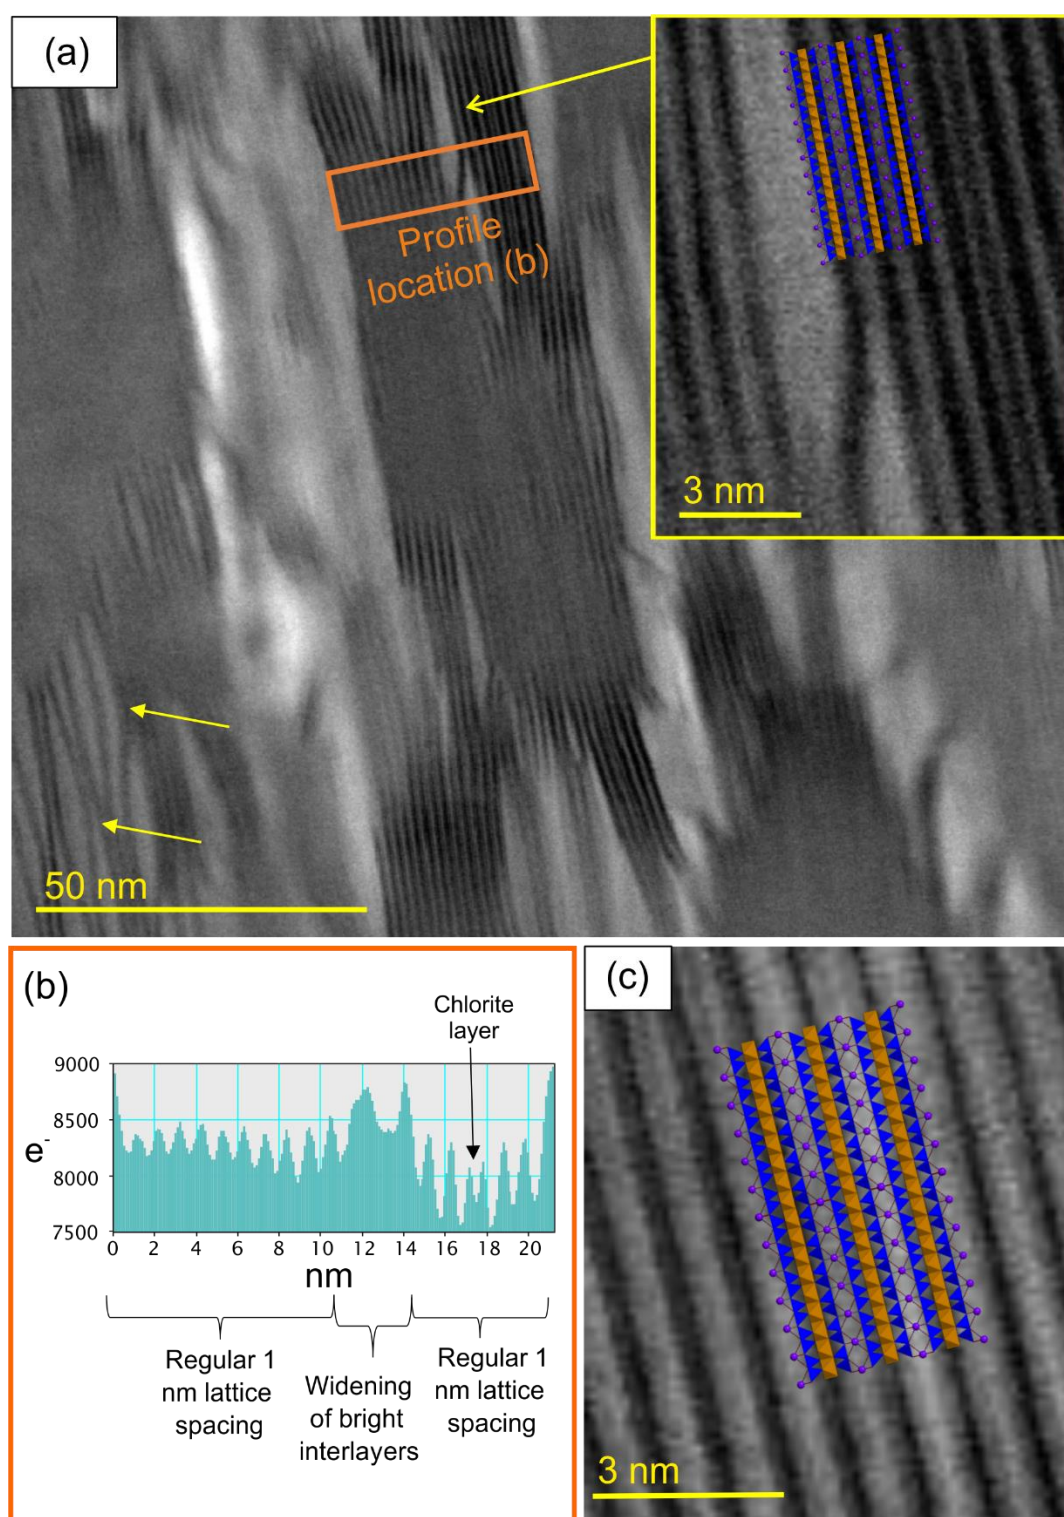 (a)
Profile
location (b)
3 nm
50 nm
(b)
Chlorite
layer
9000
8500
e-
8000
7500
0 2 4 6 8 10 12 14 16 18 20
nm
Regular 1
nm lattice
spacing
Widening
of bright
interlayers
Regular 1
nm lattice
spacing
(c)
3 nm